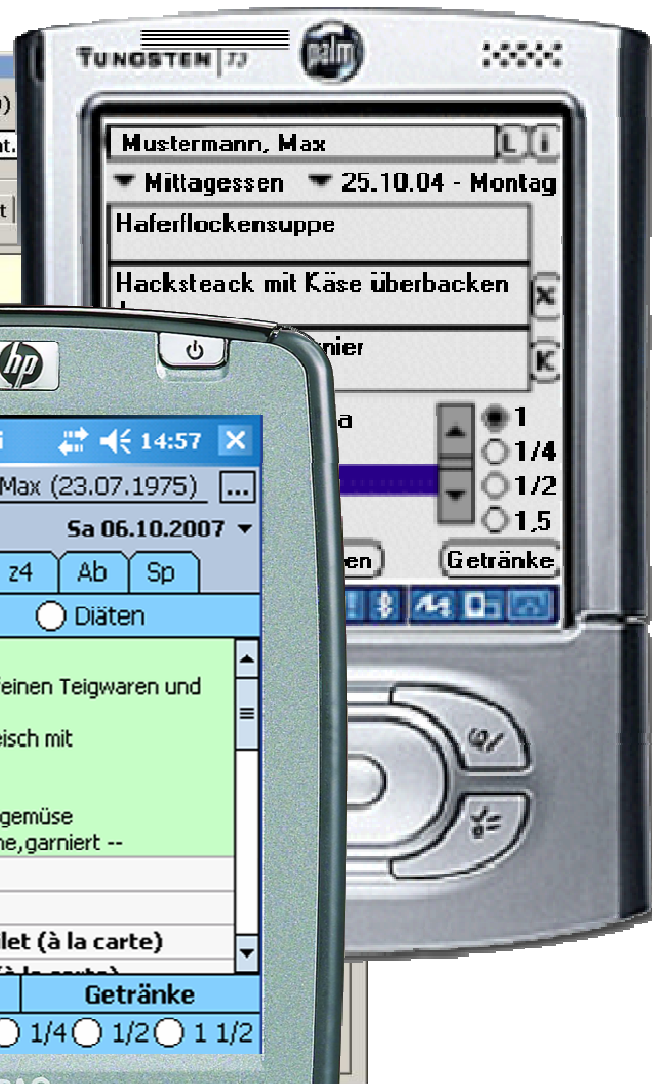 TUNGSTEN T3
palm
Mustermann, Max L i
Mittagessen 25.10.04 - Montag
Haferflockensuppe
Hacksteack mit Käse überbacken
X
nier
K
a
1
1/4
1/2
1,5
en Getränke
t.
t
hp
i 14:57
Max (23.07.1975) ...
Sa 06.10.2007
z4 Ab Sp
Diäten
feinen Teigwaren und
eisch mit
gemüse
ne,garniert --
ilet (à la carte)
Getränke
1/4 1/2 1 1/2